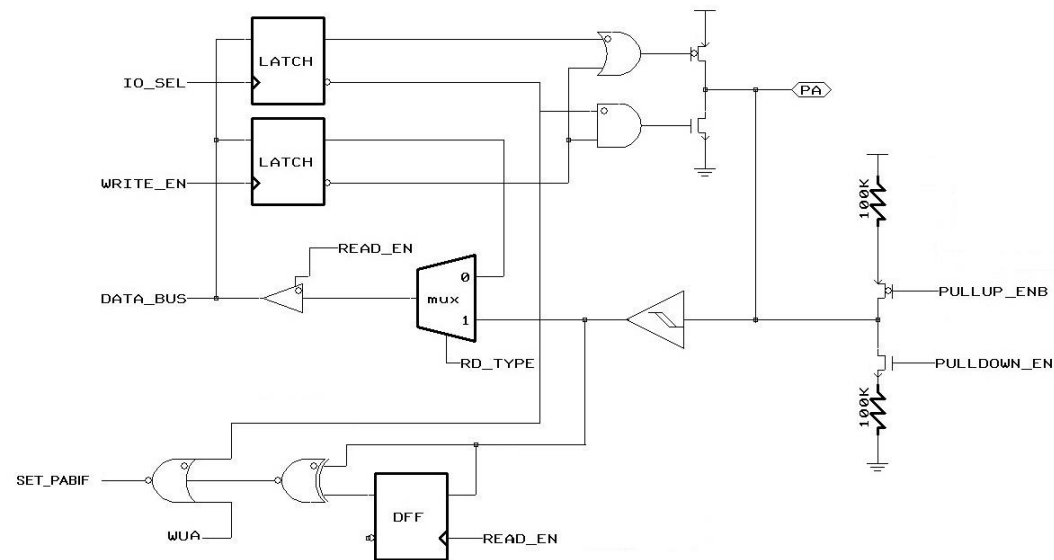 LATCH
IO_SEL
PA
LATCH
WRITE_EN
100K
READ_EN
0
DATA_BUS
mux
PULLUP_ENB
1
RD_TYPE
PULLDOWN_EN
100K
SET_PABIF
DFF
WUA
READ_EN